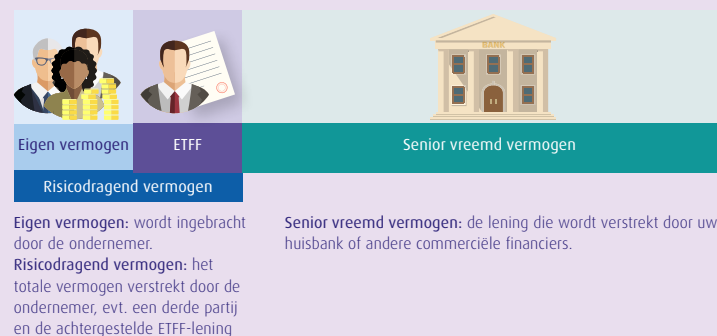 BANK
Eigen vermogen
ETFF
Senior vreemd vermogen
Risicodragend vermogen
Eigen vermogen: wordt ingebracht
door de ondernemer.
Risicodragend vermogen: het
totale vermogen verstrekt door de
ondernemer, evt. een derde partij
en de achtergestelde ETFF-lening
Senior vreemd vermogen: de lening die wordt verstrekt door uw
huisbank of andere commerciële financiers.